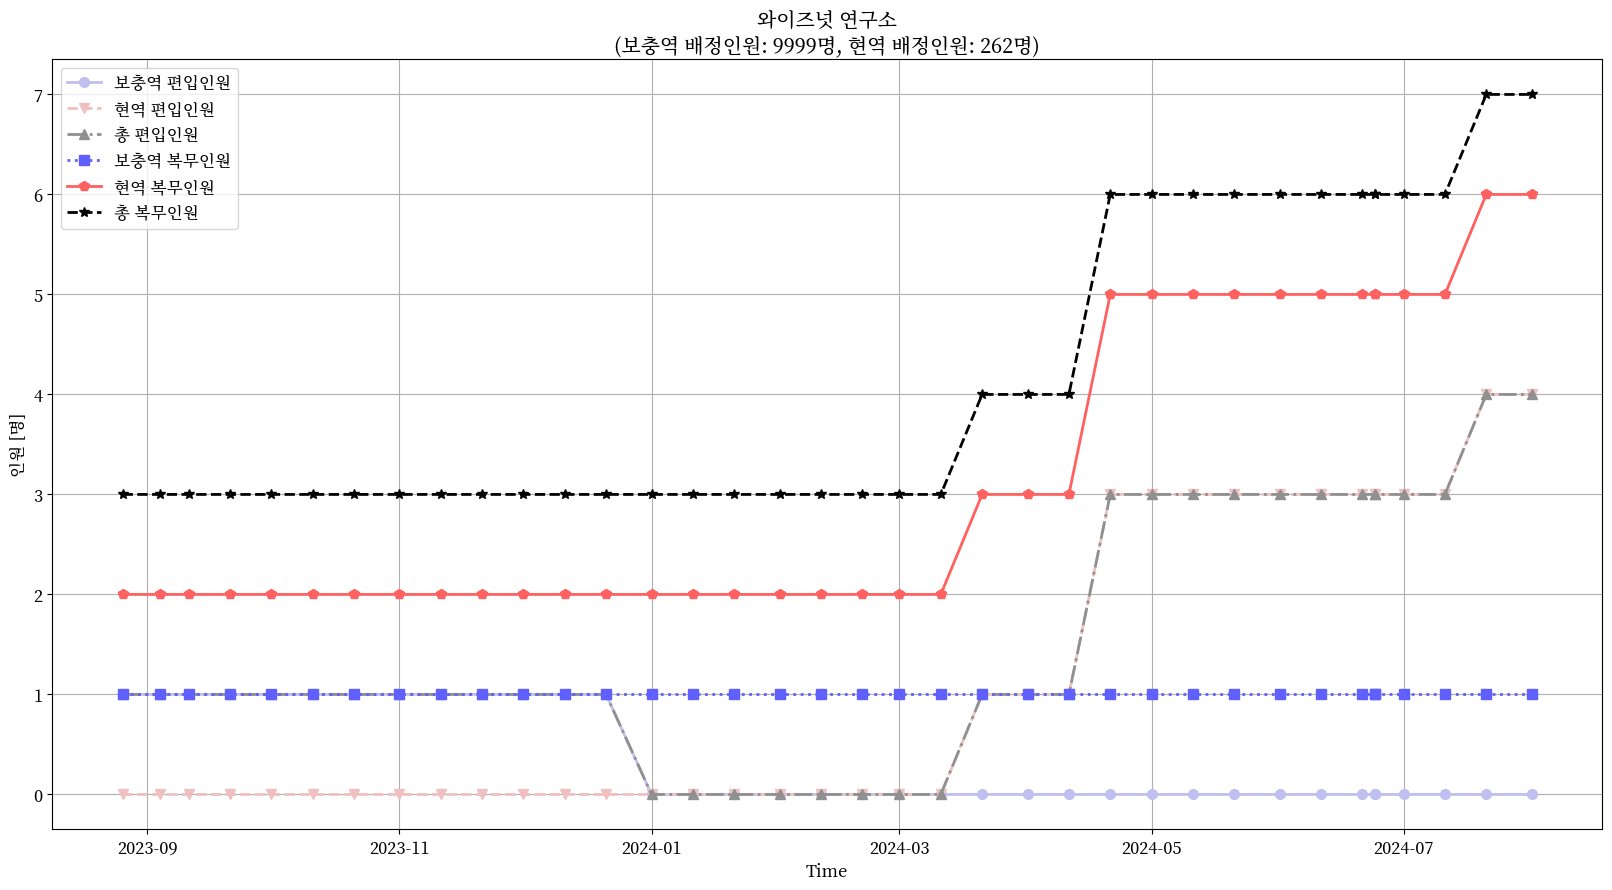 와이즈넛 연구소
(보충역 배정인원: 9999명, 현역 배정인원: 262명)
보충역 편입인원
현역 편입인원
총 편입인원
보충역 복무인원
현역 복무인원
총 복무인원
인원 [명]
7
6
5
4
3
2
1
0
2023-09
2023-11
2024-01
2024-03
2024-05
2024-07
Time